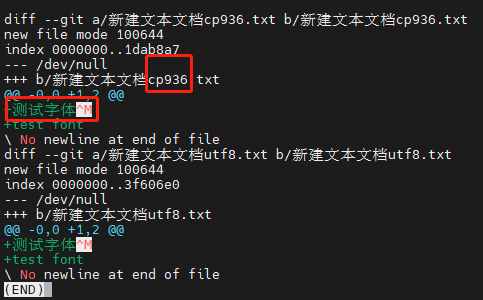 diff --git a/新建文本文档cp936.txt b/新建文本文档cp936.txt
new file mode 100644
index 0000000..1dab8a7
--- /dev/null
+++ b/新建文本文档cp936.txt
@@ -0,0 +1,2 @@
+测试字体^M
+test font
\ No newline at end of file
diff --git a/新建文本文档utf8.txt b/新建文本文档utf8.txt
new file mode 100644
index 0000000..3f606e0
--- /dev/null
+++ b/新建文本文档utf8.txt
@@ -0,0 +1,2 @@
+测试字体^M
+test font
\ No newline at end of file
(END)